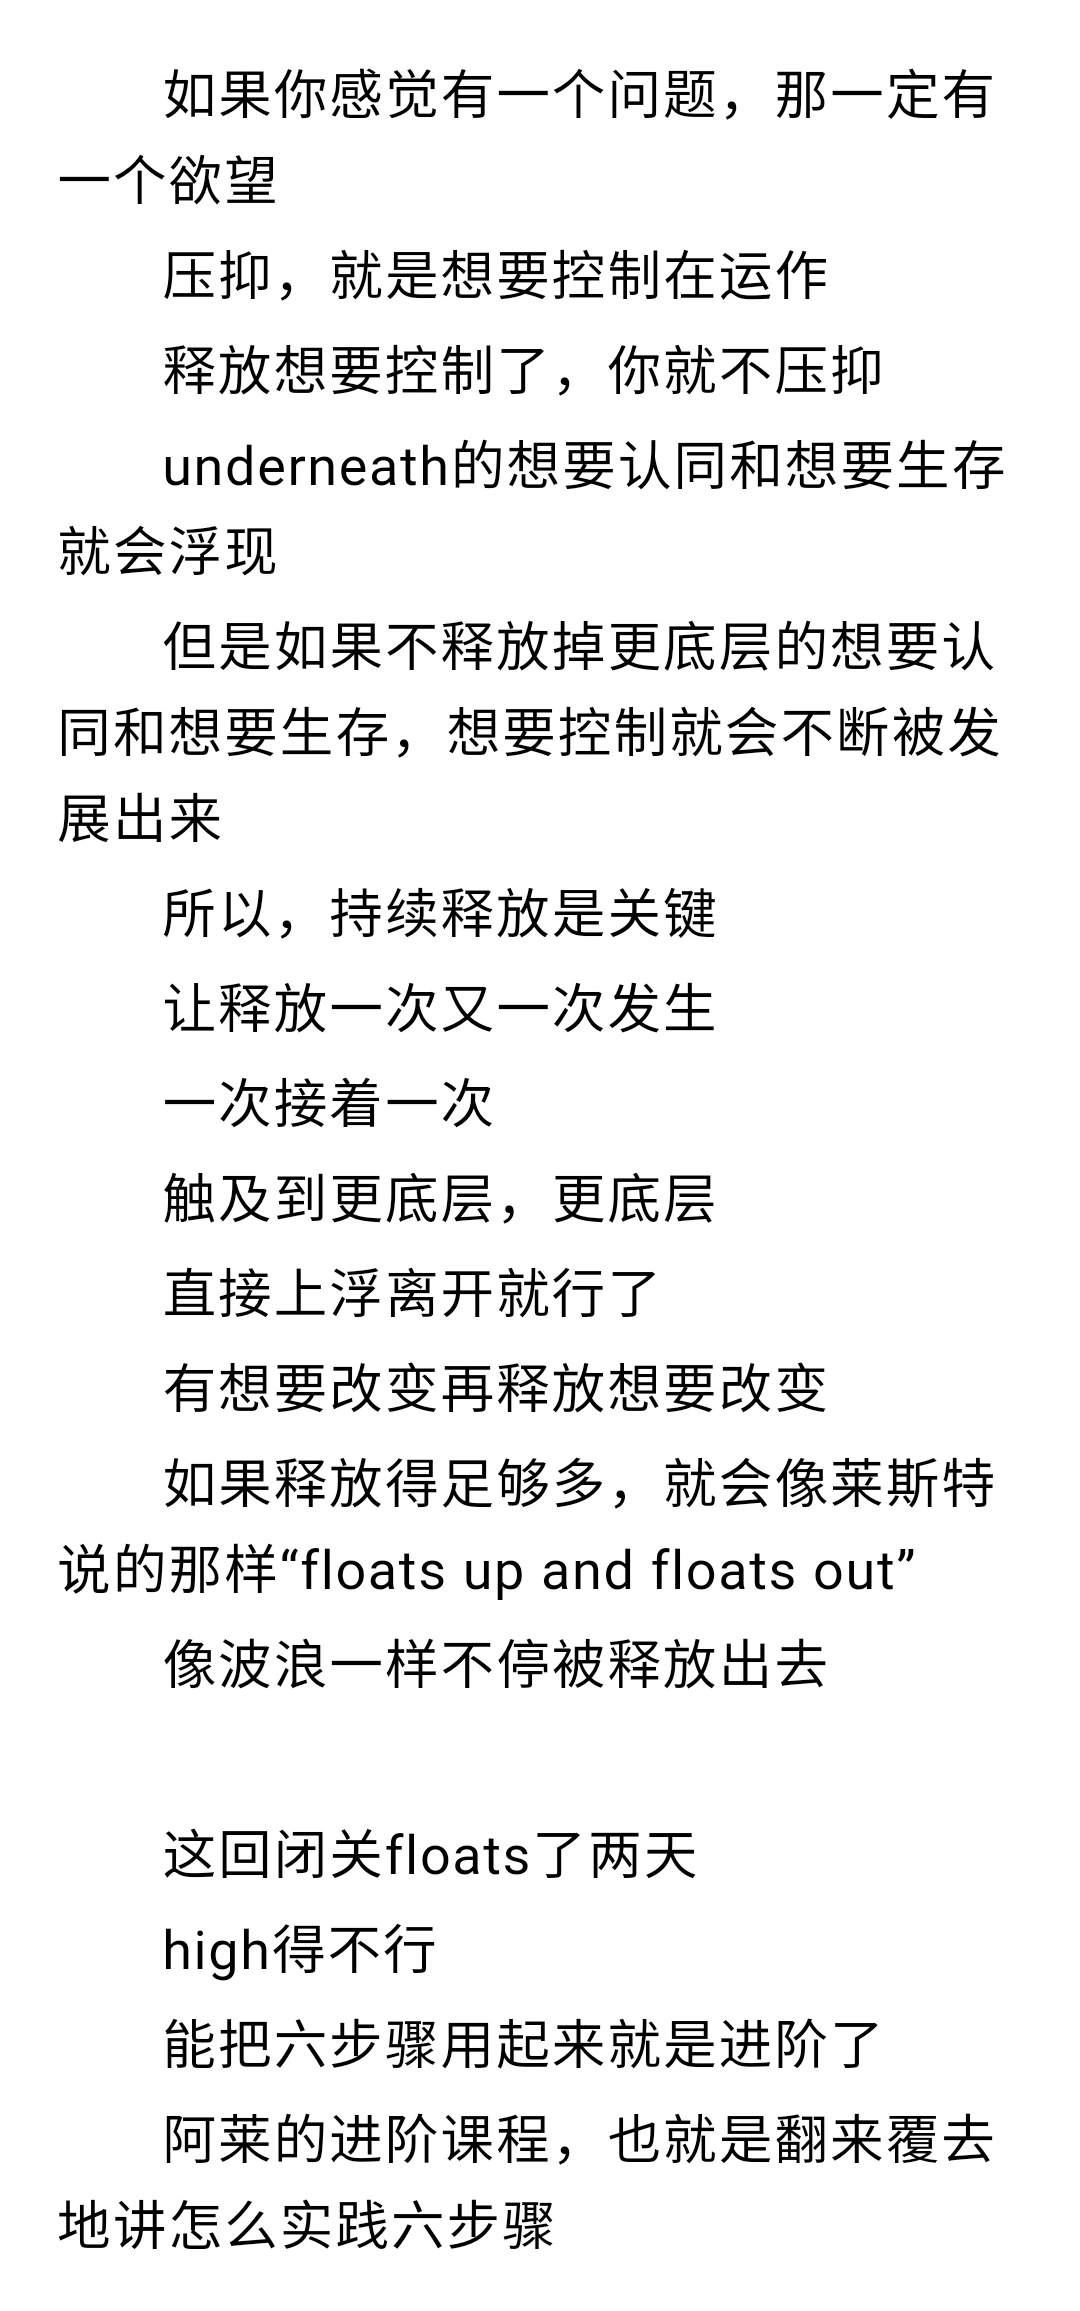 如果你感觉有一个问题，那一定有
一个欲望
压抑，就是想要控制在运作
释放想要控制了，你就不压抑
underneath的想要认同和想要生存
就会浮现
但是如果不释放掉更底层的想要认
同和想要生存，想要控制就会不断被发
展出来
所以，持续释放是关键
让释放一次又一次发生
一次接着一次
触及到更底层，更底层
直接上浮离开就行了
有想要改变再释放想要改变
如果释放得足够多，就会像莱斯特
说的那样“floats up and floats out”
像波浪一样不停被释放出去
这回闭关floats了两天
high得不行
能把六步骤用起来就是进阶了
阿莱的进阶课程，也就是翻来覆去
地讲怎么实践六步骤